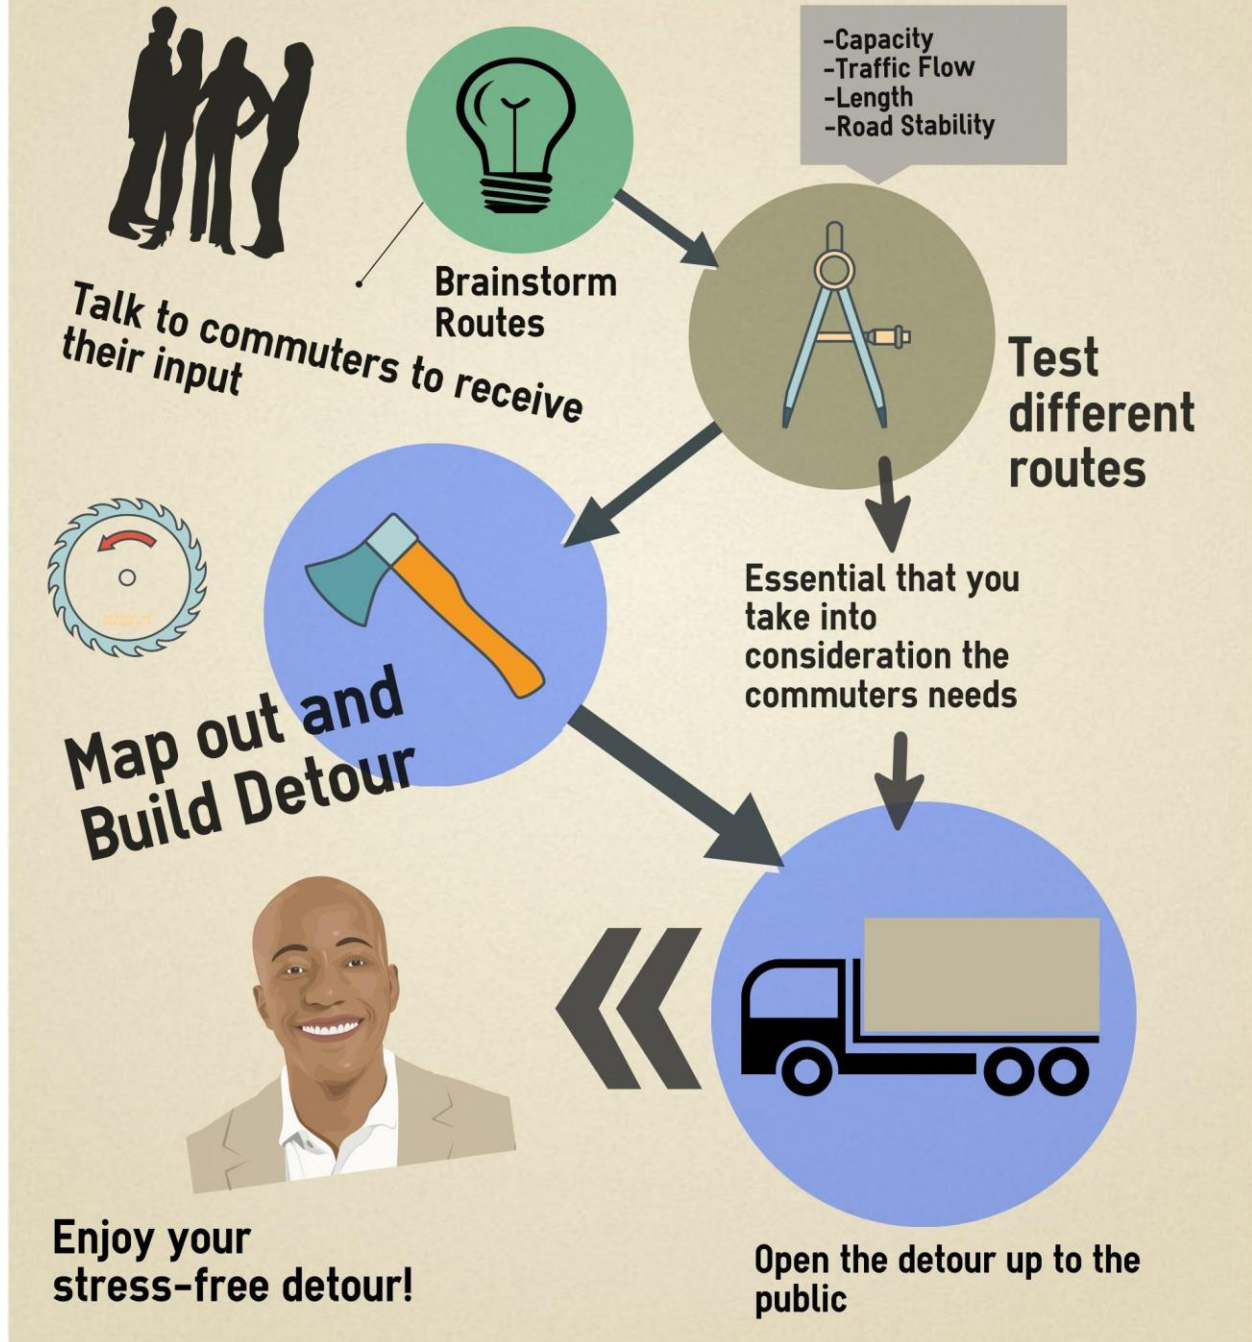 -Capacity
-Traffic Flow
-Length
-Road Stability
Brainstorm
Routes
Talk to commuters to receive
their input
Test
different
routes
Essential that you
take into
consideration the
commuters needs
Map out and
Build Detour
Enjoy your
stress-free detour!
Open the detour up to the
public